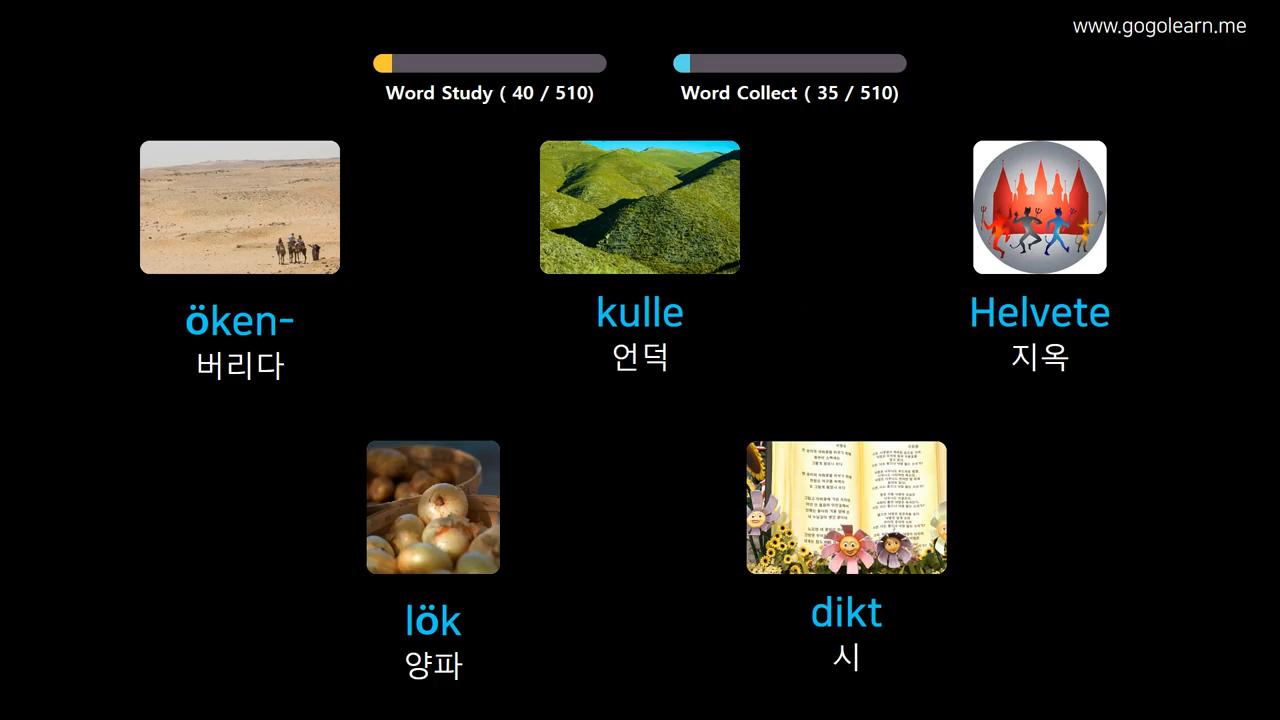 www.gogolearn.me
Word Study ( 40 / 510)
Word Collect ( 35 / 510)
öken-
버리다
kulle
언덕
Helvete
지옥
lök
양파
dikt
시